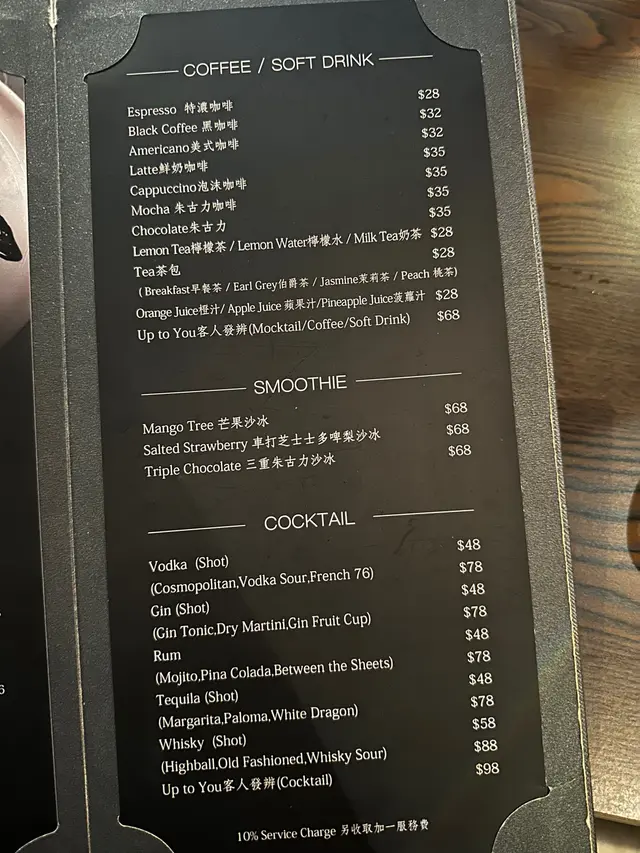 COFFEE / SOFT DRINK
Espresso 特濃咖啡 $28
Black Coffee 黑咖啡 $32
Americano美式咖啡 $32
Latte鮮奶咖啡 $35
Cappuccino泡沫咖啡 $35
Mocha 朱古力咖啡 $35
Chocolate朱古力 $35
Lemon Tea檸檬茶 / Lemon Water檸檬水 / Milk Tea奶茶 $28
Tea茶包 $28
( Breakfast早餐茶 / Earl Grey伯爵茶 / Jasmine茉莉茶 / Peach 桃茶)
Orange Juice橙汁/ Apple Juice 蘋果汁/Pineapple Juice菠蘿汁 $28
Up to You客人發辨(Mocktail/Coffee/Soft Drink) $68
SMOOTHIE
Mango Tree 芒果沙冰 $68
Salted Strawberry 車打芝士士多啤梨沙冰 $68
Triple Chocolate 三重朱古力沙冰 $68
COCKTAIL
Vodka (Shot) $48
(Cosmopolitan,Vodka Sour,French 76) $78
Gin (Shot) $48
(Gin Tonic,Dry Martini,Gin Fruit Cup) $78
Rum $48
(Mojito,Pina Colada,Between the Sheets) $78
Tequila (Shot) $48
(Margarita,Paloma,White Dragon) $78
Whisky (Shot) $58
(Highball,Old Fashioned,Whisky Sour) $88
Up to You客人發辨(Cocktail) $98
10% Service Charge 另收取加一服務費